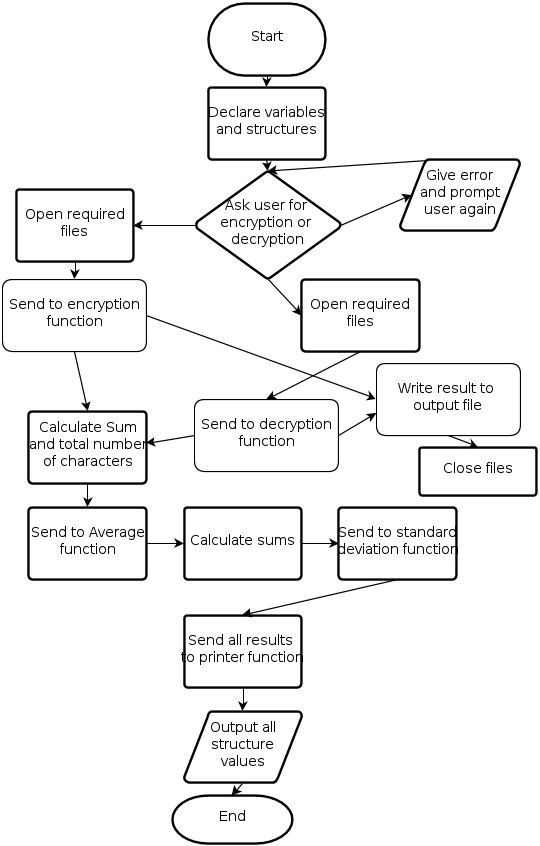 Start
Declare variables
and structures
Give error
and prompt
user again
Ask user for
encryption or
decryption
Open required
files
Send to encryption
function
Open required
files
Write result to
output file
Send to decryption
function
Calculate Sum
and total number
of characters
Close files
Send to Average
function
Calculate sums
Send to standard
deviation function
Send all results
to printer function
Output all
structure
values
End